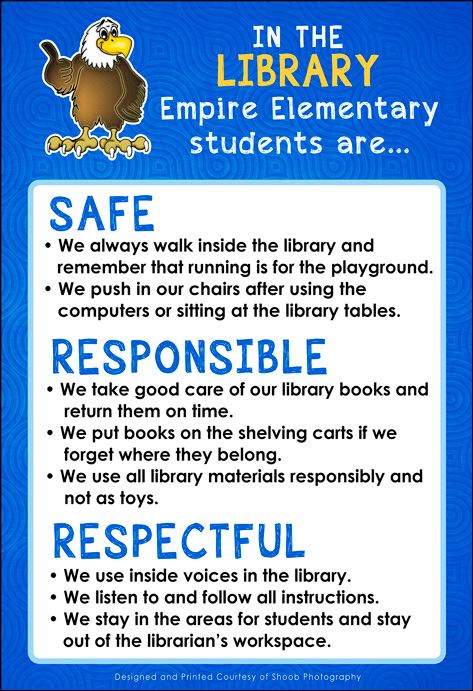 IN THE
LIBRARY
Empire Elementary
students are...
SAFE
• We always walk inside the library and
remember that running is for the playground.
• We push in our chairs after using the
computers or sitting at the library tables.
RESPONSIBLE
• We take good care of our library books and
return them on time.
• We put books on the shelving carts if we
forget where they belong.
• We use all library materials responsibly and
not as toys.
RESPECTFUL
• We use inside voices in the library.
• We listen to and follow all instructions.
• We stay in the areas for students and stay
out of the librarian's workspace.
Designed and Printed Courtesy of Shoob Photography